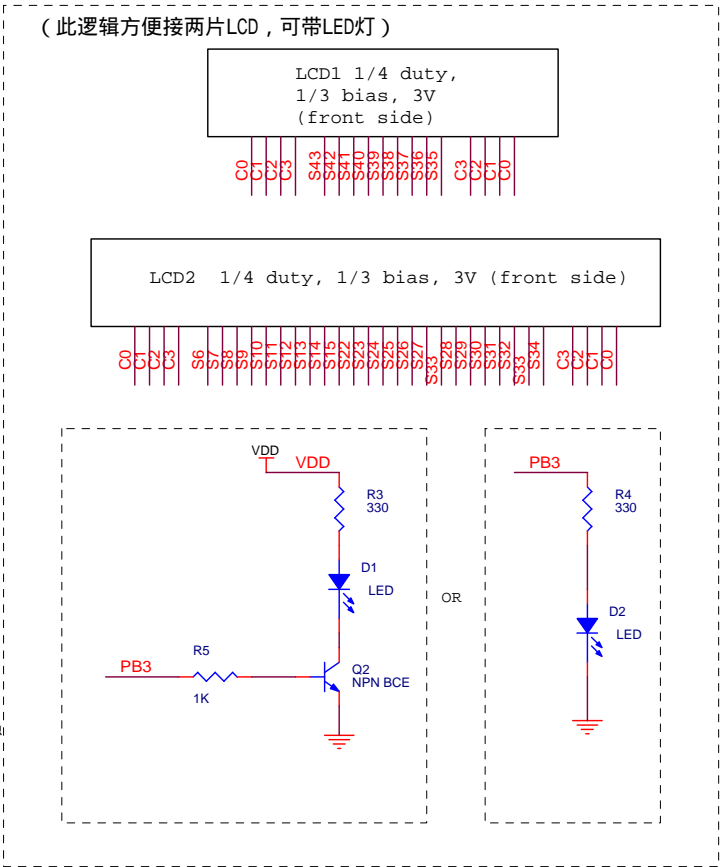 （此逻辑方便接两片LCD，可带LED灯）
LCD1 1/4 duty,
1/3 bias, 3V
(front side)
C0 C1 C2 C3 S43 S42 S41 S40 S39 S38 S37 S36 S35 C3 C2 C1 C0
LCD2 1/4 duty, 1/3 bias, 3V (front side)
C0 C1 C2 C3 S6 S7 S8 S9 S10 S11 S12 S13 S14 S15 S22 S23 S24 S25 S26 S27 S33 S28 S29 S30 S31 S32 S33 S34 C3 C2 C1 C0
VDD
VDD
R3
330
D1
LED
R5
PB3
1K
Q2
NPN BCE
OR
PB3
R4
330
D2
LED